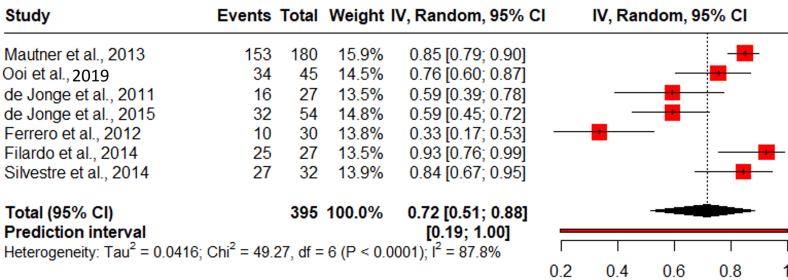 Study Events Total Weight IV, Random, 95% CI IV, Random, 95% CI
Mautner et al., 2013 153 180 15.9% 0.85 [0.79; 0.90]
Ooi et al., 2019 34 45 14.5% 0.76 [0.60; 0.87]
de Jonge et al., 2011 16 27 13.5% 0.59 [0.39; 0.78]
de Jonge et al., 2015 32 54 14.8% 0.59 [0.45; 0.72]
Ferrero et al., 2012 10 30 13.8% 0.33 [0.17; 0.53]
Filardo et al., 2014 25 27 13.5% 0.93 [0.76; 0.99]
Silvestre et al., 2014 27 32 13.9% 0.84 [0.67; 0.95]
Total (95% CI) 395 100.0% 0.72 [0.51; 0.88]
Prediction interval [0.19; 1.00]
Heterogeneity: Tau² = 0.0416; Chi² = 49.27, df = 6 (P < 0.0001); I² = 87.8%
0.2 0.4 0.6 0.8 1